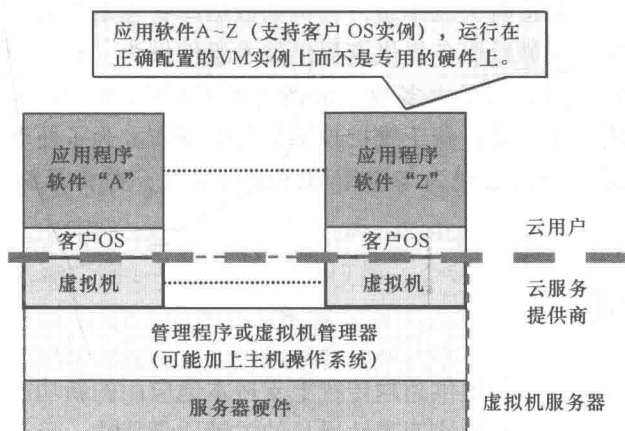 应用软件A~Z（支持客户OS实例），运行在
正确配置的VM实例上而不是专用的硬件上。
应用程序
软件“A”
应用程序
软件“Z”
客户OS
客户OS
云用户
虚拟机
虚拟机
云服务
提供商
管理程序或虚拟机管理器
（可能加上主机操作系统）
服务器硬件
虚拟机服务器